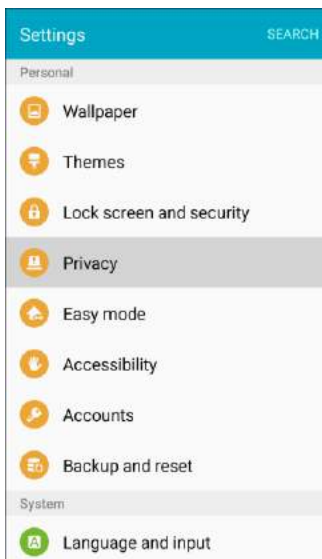 Settings
SEARCH
Personal
Wallpaper
Themes
Lock screen and security
Privacy
Easy mode
Accessibility
Accounts
Backup and reset
System
A
Language and input